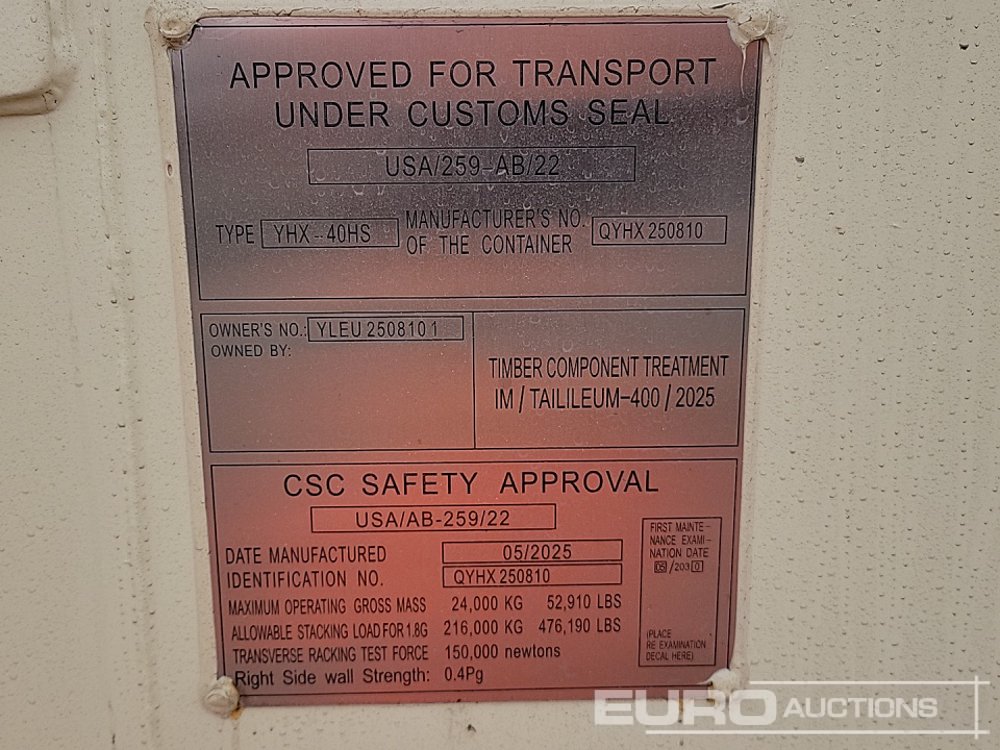 APPROVED FOR TRANSPORT
UNDER CUSTOMS SEAL
USA/259-AB/22
TYPE YHX-40HS MANUFACTURER'S NO. OF THE CONTAINER QYHX 250810
OWNER'S NO.: YLEU 250810 1
OWNED BY:
TIMBER COMPONENT TREATMENT
IM / TAILILEUM-400 / 2025
CSC SAFETY APPROVAL
USA/AB-259/22
DATE MANUFACTURED 05/2025
IDENTIFICATION NO. QYHX 250810
MAXIMUM OPERATING GROSS MASS 24,000 KG 52,910 LBS
ALLOWABLE STACKING LOAD FOR 1.8G 216,000 KG 476,190 LBS
TRANSVERSE RACKING TEST FORCE 150,000 newtons
Right Side wall Strength: 0.4Pg
FIRST MAINTE-
NANCE EXAMI-
NATION DATE
05/2030
(PLACE
RE EXAMINATION
DECAL HERE)
EURO AUCTIONS